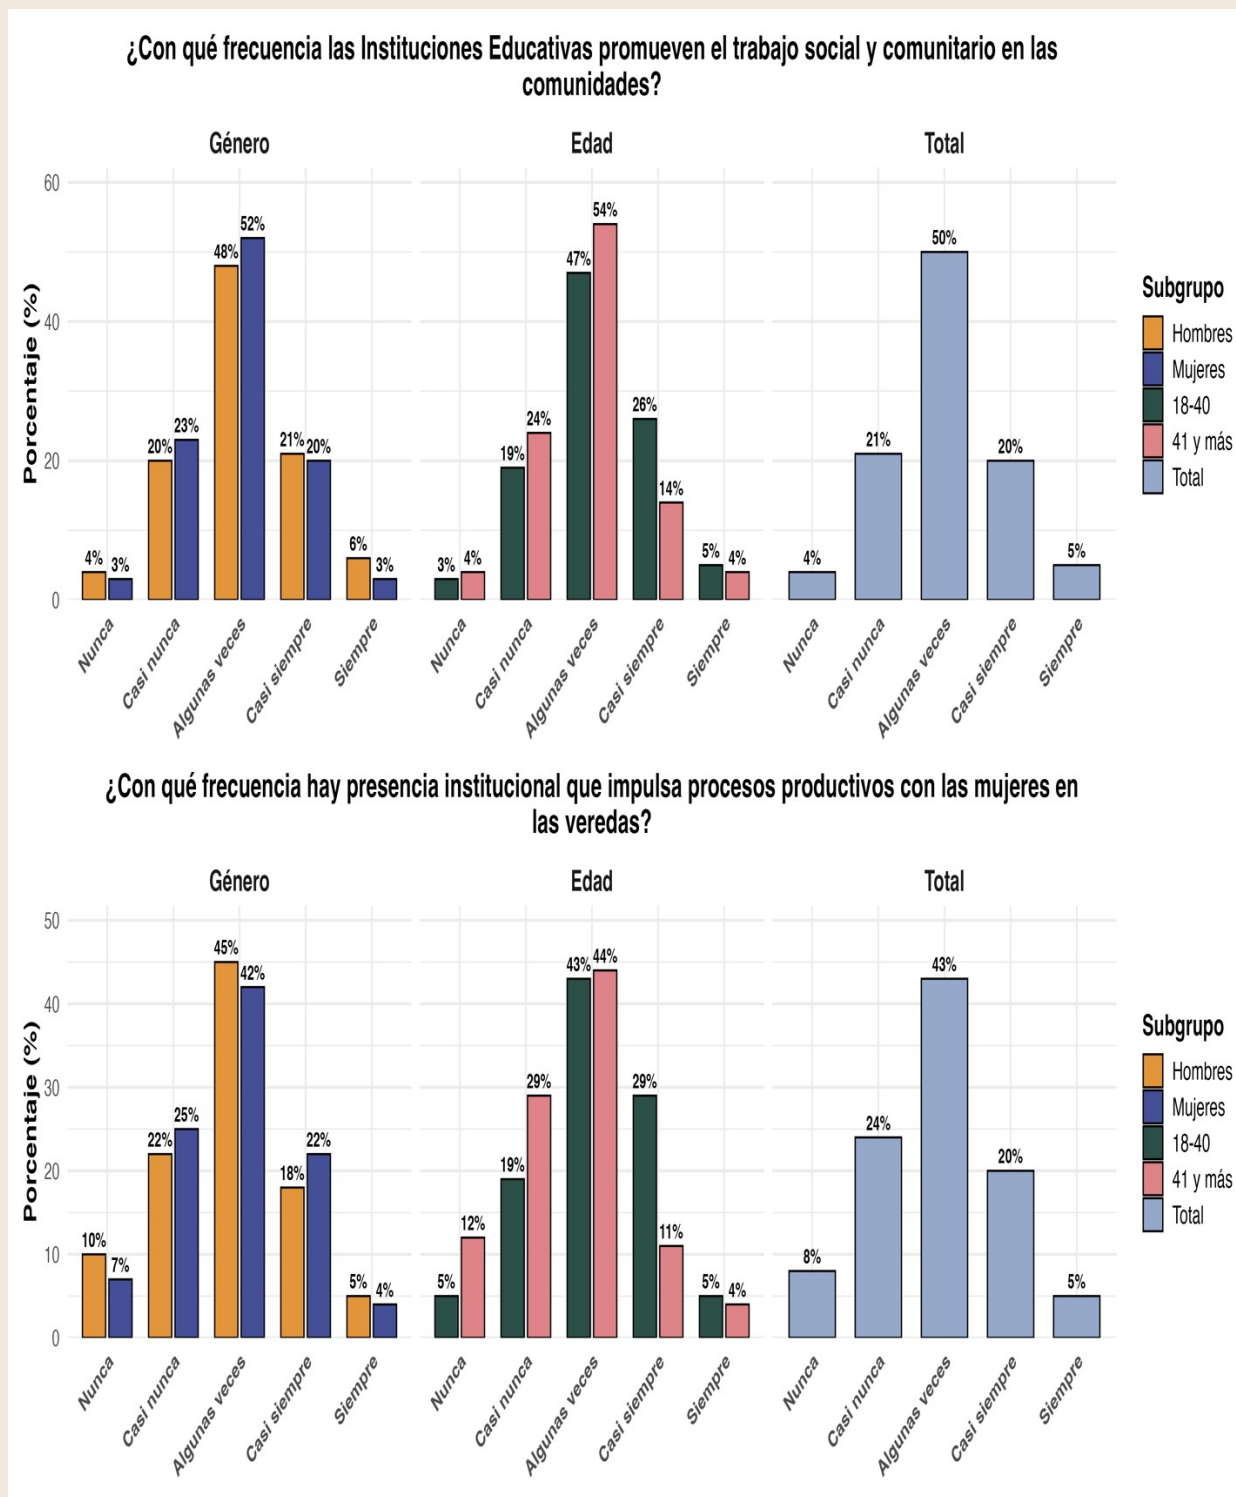 ¿Con qué frecuencia las Instituciones Educativas promueven el trabajo social y comunitario en las
comunidades?
Género
Edad
Total
Porcentaje (%)
60
40
20
0
4%
3%
20%
23%
48%
52%
21%
20%
6%
3%
3%
4%
19%
24%
47%
54%
26%
14%
5%
4%
4%
21%
50%
20%
5%
Nunca
Casi nunca
Algunas veces
Casi siempre
Siempre
Nunca
Casi nunca
Algunas veces
Casi siempre
Siempre
Nunca
Casi nunca
Algunas veces
Casi siempre
Siempre
Subgrupo
Hombres
Mujeres
18-40
41 y más
Total
¿Con qué frecuencia hay presencia institucional que impulsa procesos productivos con las mujeres en
las veredas?
Género
Edad
Total
Porcentaje (%)
50
40
30
20
10
0
10%
7%
22%
25%
45%
42%
18%
22%
5%
4%
5%
12%
19%
29%
43%
44%
29%
11%
5%
4%
8%
24%
43%
20%
5%
Nunca
Casi nunca
Algunas veces
Casi siempre
Siempre
Nunca
Casi nunca
Algunas veces
Casi siempre
Siempre
Nunca
Casi nunca
Algunas veces
Casi siempre
Siempre
Subgrupo
Hombres
Mujeres
18-40
41 y más
Total